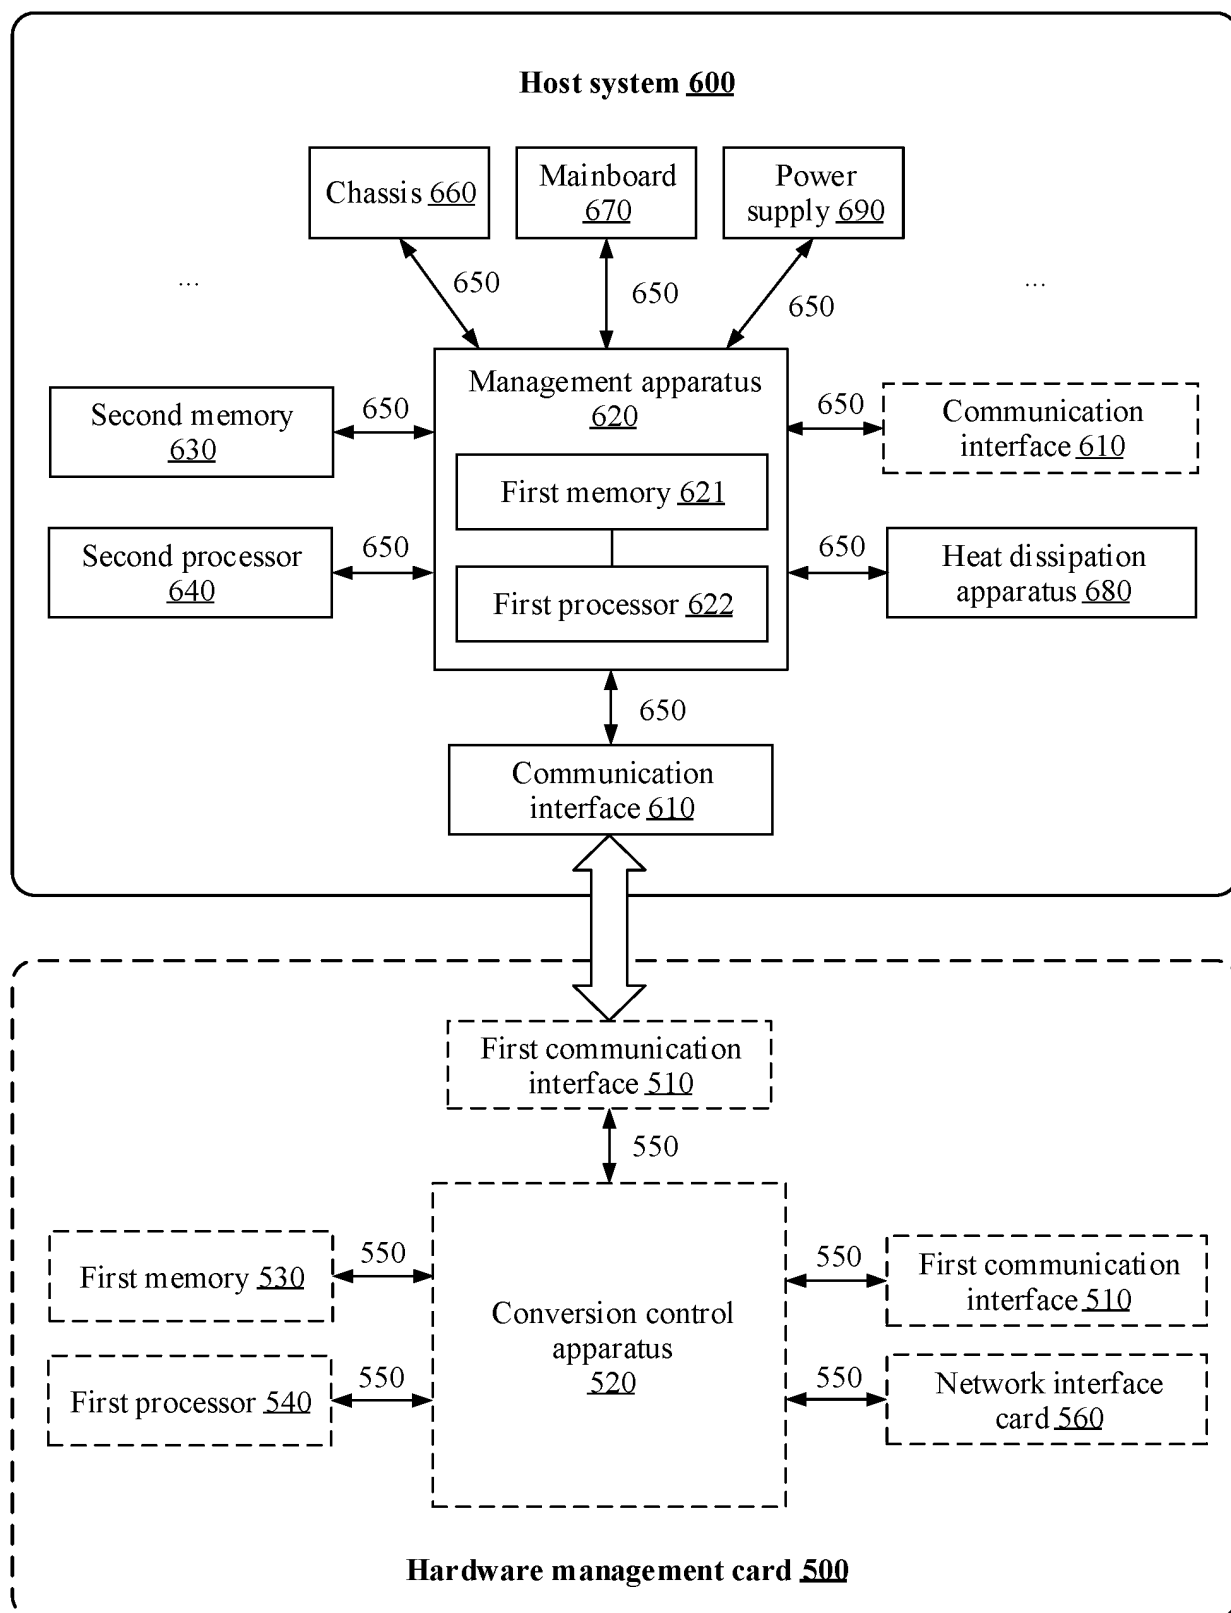 Host system 600
Chassis 660
Mainboard
670
Power
supply 690
650
650
650
...
...
Management apparatus
620
Second memory
630
650
650
Communication
interface 610
First memory 621
Second processor
640
650
650
Heat dissipation
apparatus 680
First processor 622
650
Communication
interface 610
First communication
interface 510
550
First memory 530
550
550
First communication
interface 510
Conversion control
apparatus
520
First processor 540
550
550
Network interface
card 560
Hardware management card 500